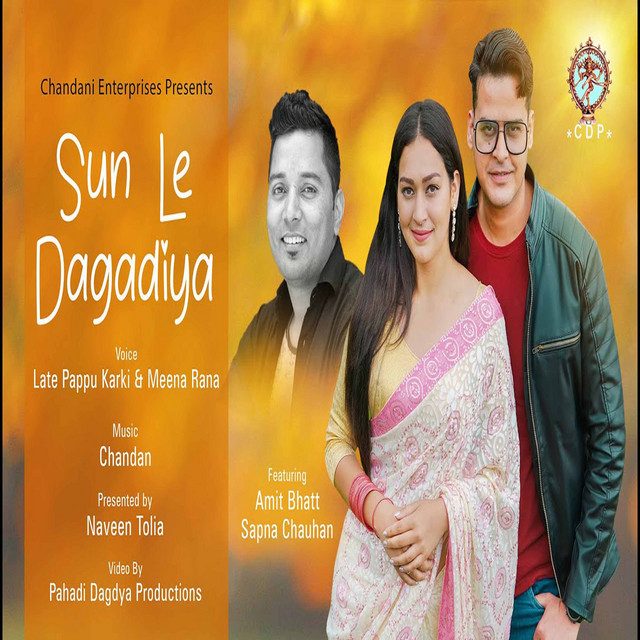 Chandani Enterprises Presents
Sun Le
Dagadiya
Voice
Late Pappu Karki & Meena Rana
Music
Chandan
Presented by
Naveen Tolia
Video By
Pahadi Dagdya Productions
Featuring
Amit Bhatt
Sapna Chauhan
*CDP*